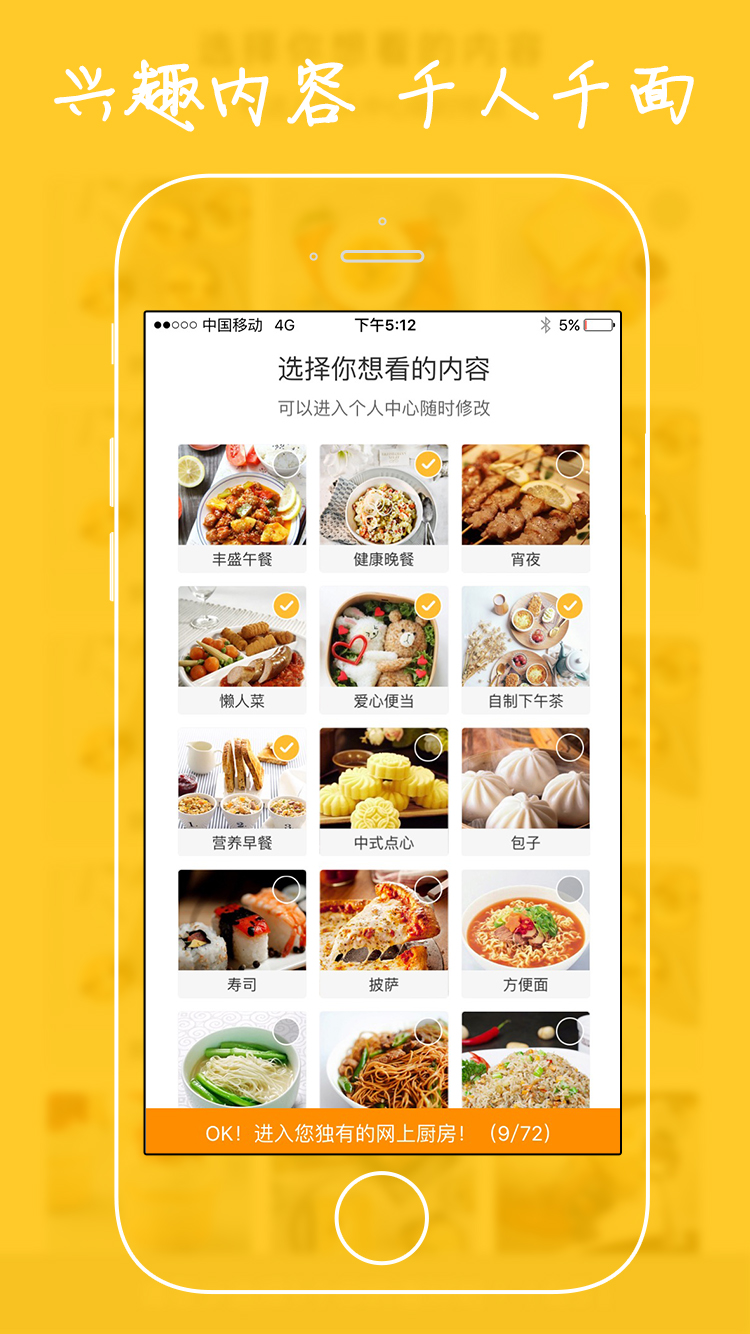 兴趣内容 千人千面
中国移动 4G 下午5:12 5%
选择你想看的内容
可以进入个人中心随时修改
丰盛午餐 健康晚餐 宵夜
懒人菜 爱心便当 自制下午茶
1 2 3
营养早餐 中式点心 包子
寿司 披萨 方便面
OK！进入您独有的网上厨房！（9/72）